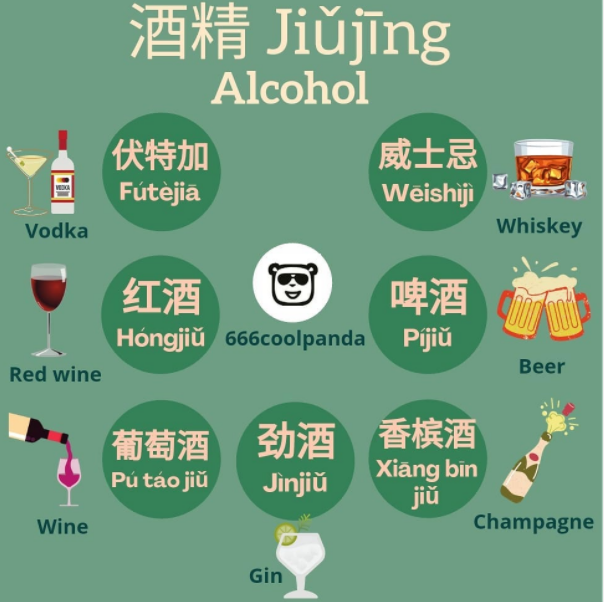 酒精 Jiǔjīng
Alcohol
伏特加
Fútèjiā
Vodka
VODKA
威士忌
Wēishìjì
Whiskey
红酒
Hóngjiǔ
Red wine
666coolpanda
啤酒
Píjiǔ
Beer
葡萄酒
Pú táo jiǔ
Wine
劲酒
Jìnjiǔ
Gin
香槟酒
Xiāng bīn
jiǔ
Champagne